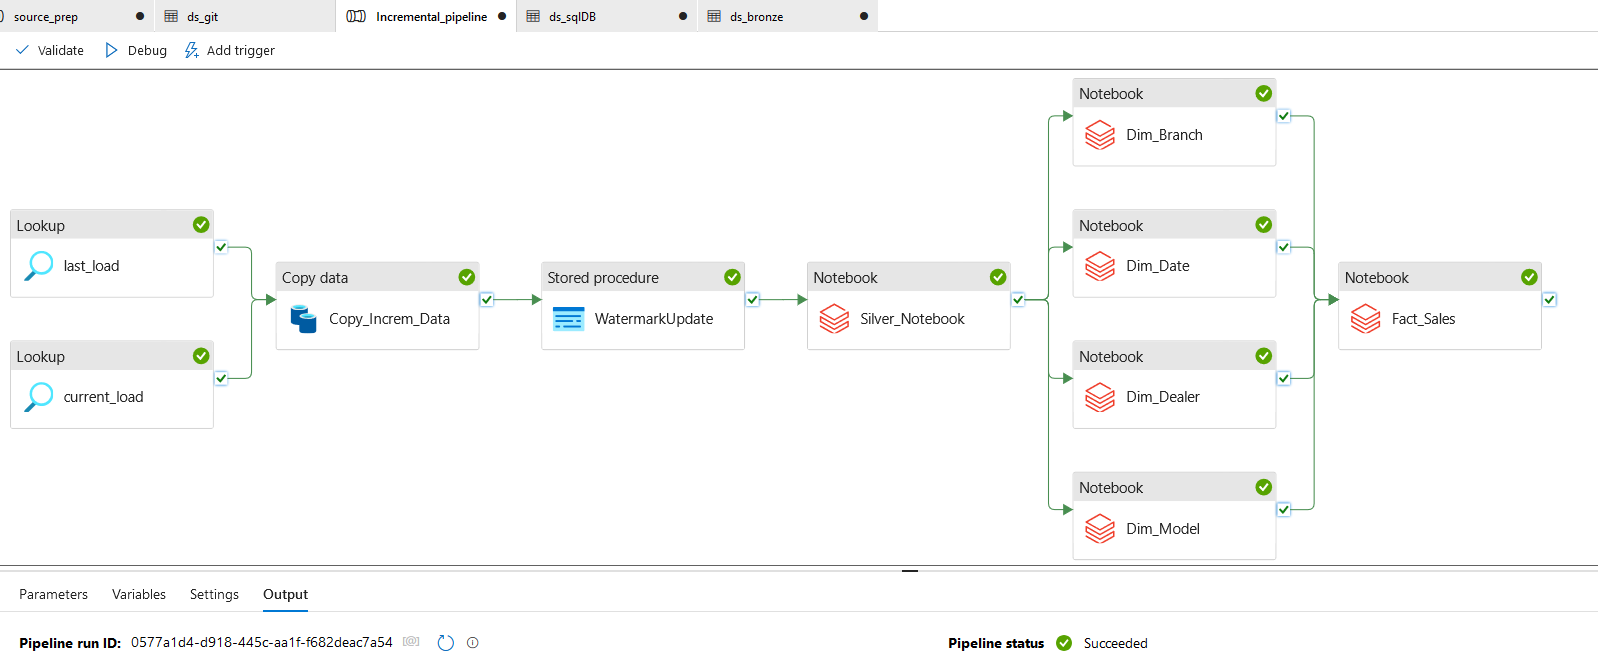 source_prep
ds_git
Incremental_pipeline
ds_sqlDB
ds_bronze
Validate
Debug
Add trigger
Lookup
last_load
Lookup
current_load
Copy data
Copy_Increm_Data
Stored procedure
WatermarkUpdate
Notebook
Silver_Notebook
Notebook
Dim_Branch
Notebook
Dim_Date
Notebook
Dim_Dealer
Notebook
Dim_Model
Notebook
Fact_Sales
Parameters
Variables
Settings
Output
Pipeline run ID: 0577a1d4-d918-445c-aa1f-f682deac7a54 [@]
Pipeline status Succeeded